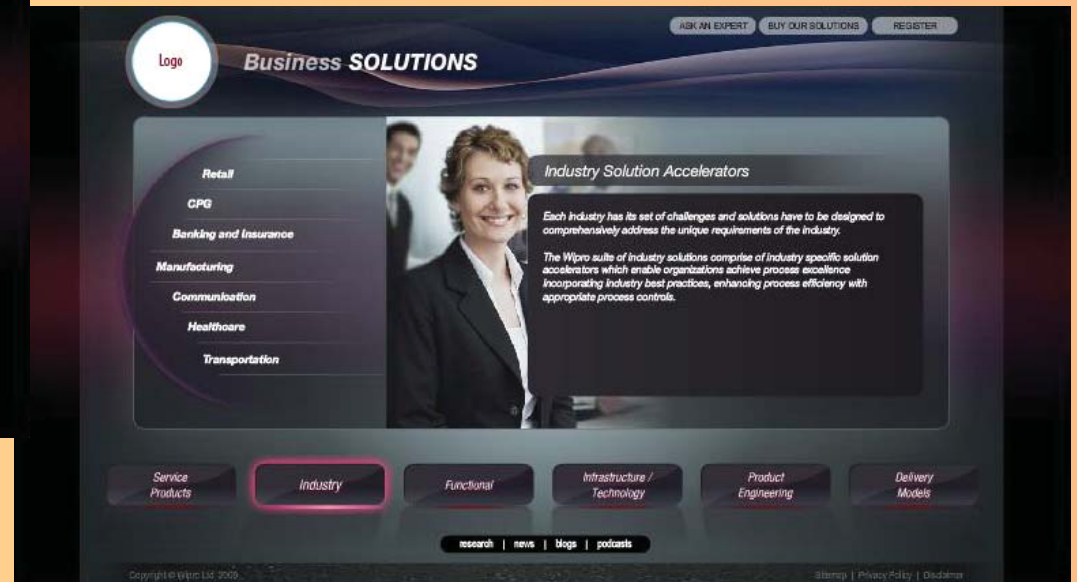 ASK AN EXPERT
BUY OUR SOLUTIONS
REGISTER
Logo
Business SOLUTIONS
Retail
CPG
Banking and Insurance
Manufacturing
Communication
Healthcare
Transportation
Industry Solution Accelerators
Each industry has its set of challenges and solutions have to be designed to
comprehensively address the unique requirements of the industry.
The Wipro suite of industry solutions comprise of industry specific solution
accelerators which enable organizations achieve process excellence
incorporating industry best practices, enhancing process efficiency with
appropriate process controls.
Service
Products
Industry
Functional
Infrastructure /
Technology
Product
Engineering
Delivery
Models
research | news | blogs | podcasts
Copyright © Wipro Ltd. 2009
Sitemap | Privacy Policy | Disclaimer